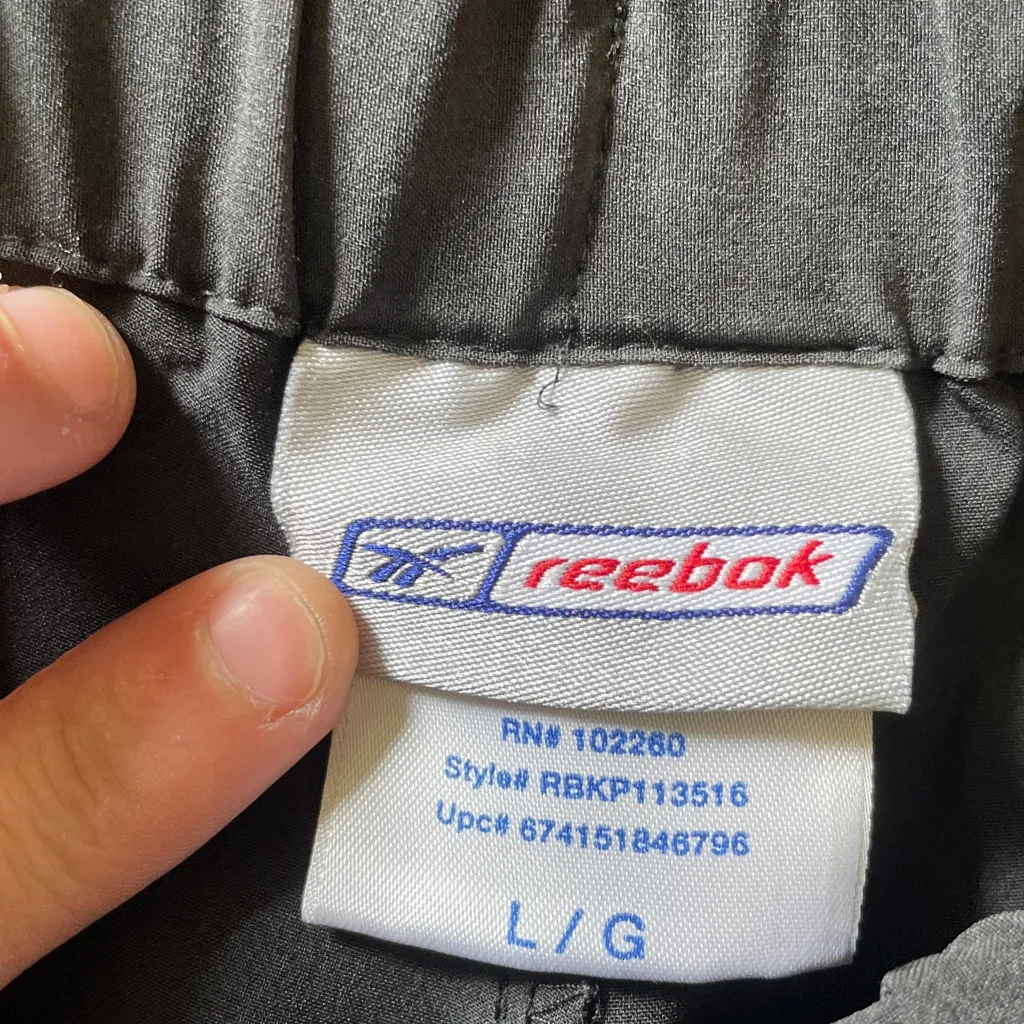 reebok
RN# 102260
Style# RBKP113516
Upc# 674151846796
L / G